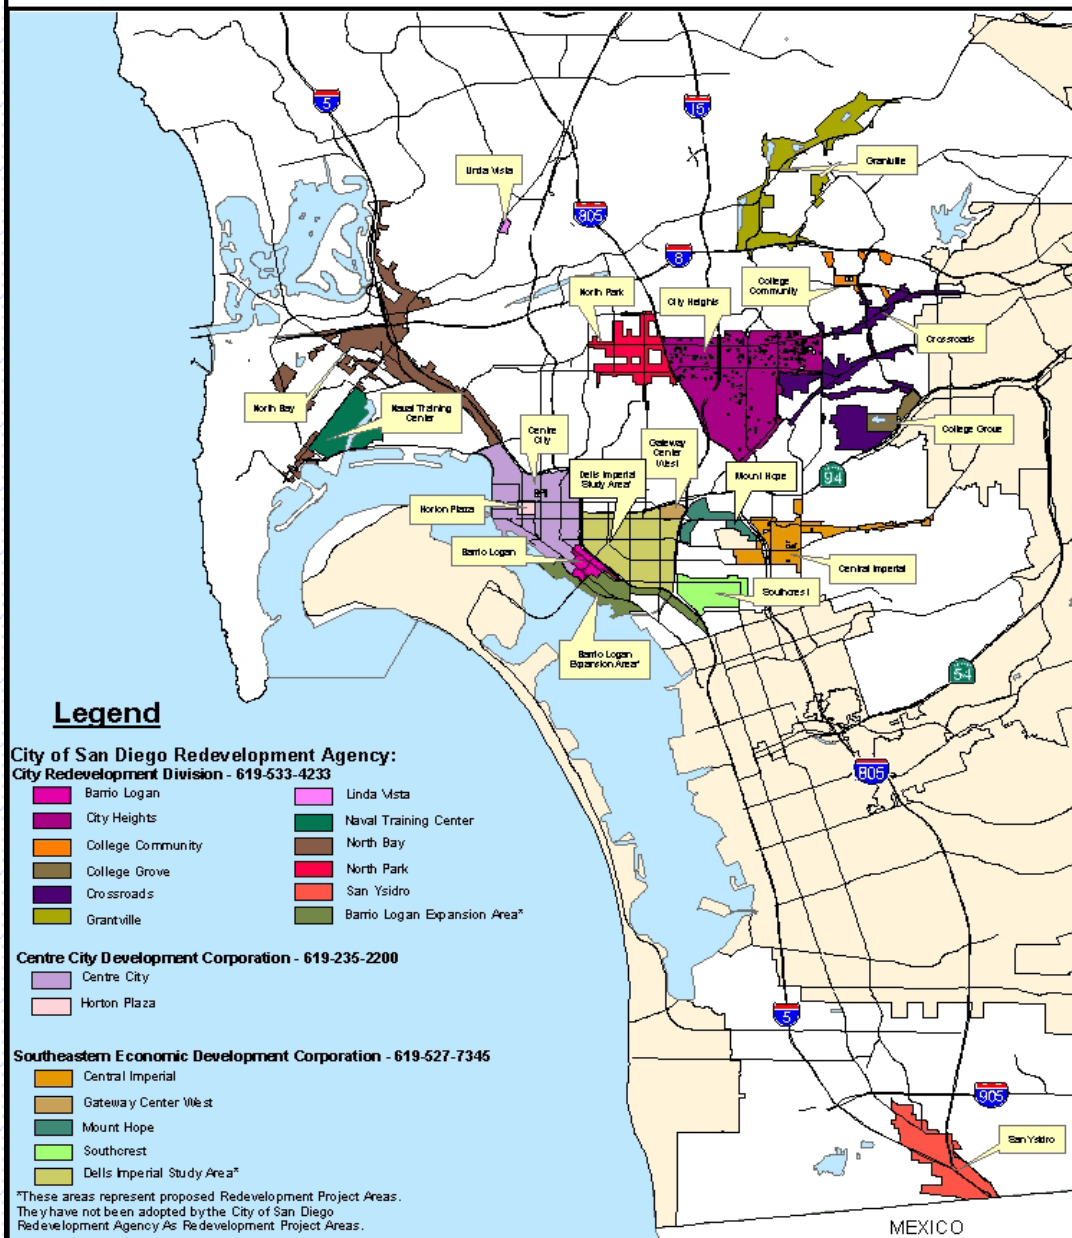 5
15
Linda Vista
Grantville
805
8
College
Community
North Park
City Heights
Crossroads
North Bay
Naval Training
Center
Centre
City
Gateway
Center
West
College Grove
Dells Imperial
Study Area*
Mount Hope
94
Horton Plaza
Barrio Logan
Central Imperial
Southcrest
Barrio Logan
Expansion Area*
54
Legend
City of San Diego Redevelopment Agency:
City Redevelopment Division - 619-533-4233
Barrio Logan
City Heights
College Community
College Grove
Crossroads
Grantville
Linda Vista
Naval Training Center
North Bay
North Park
San Ysidro
Barrio Logan Expansion Area*
805
Centre City Development Corporation - 619-235-2200
Centre City
Horton Plaza
5
Southeastern Economic Development Corporation - 619-527-7345
Central Imperial
Gateway Center West
Mount Hope
Southcrest
Dells Imperial Study Area*
905
San Ysidro
*These areas represent proposed Redevelopment Project Areas.
They have not been adopted by the City of San Diego
Redevelopment Agency As Redevelopment Project Areas.
MEXICO